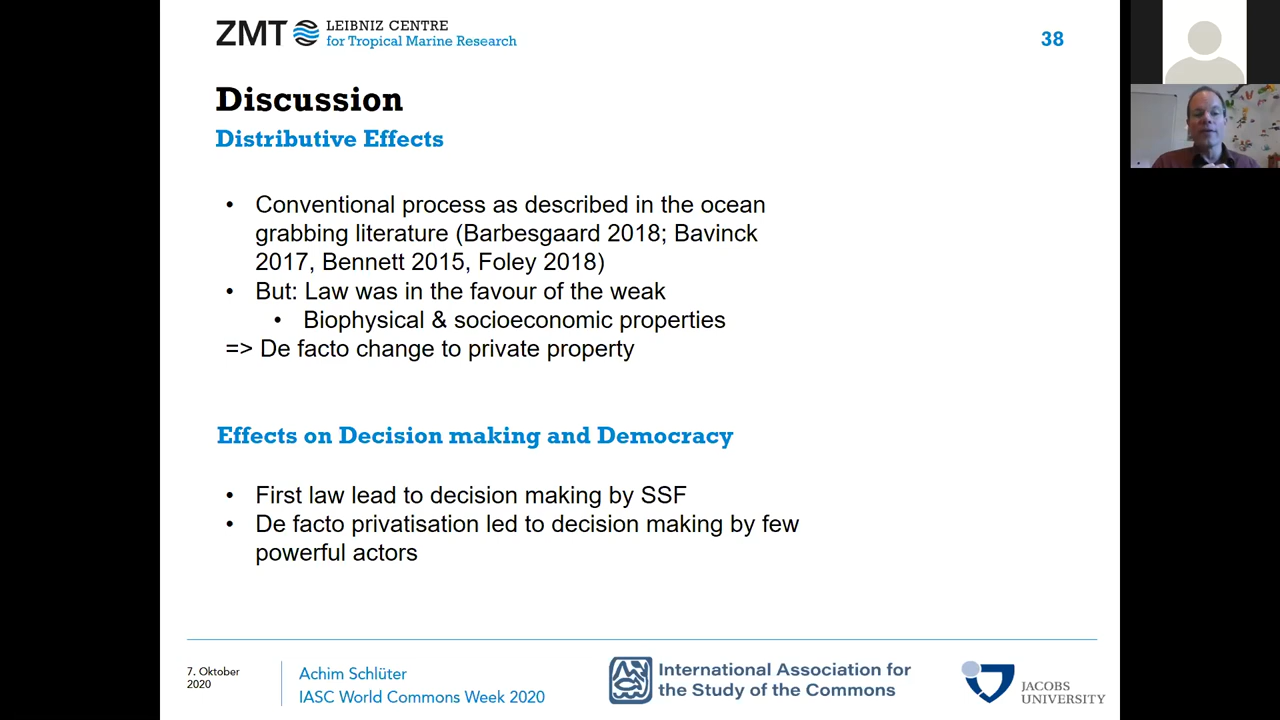 ZMT LEIBNIZ CENTRE
for Tropical Marine Research
38
Discussion
Distributive Effects
• Conventional process as described in the ocean
grabbing literature (Barbesgaard 2018; Bavinck
2017, Bennett 2015, Foley 2018)
• But: Law was in the favour of the weak
• Biophysical & socioeconomic properties
=> De facto change to private property
Effects on Decision making and Democracy
• First law lead to decision making by SSF
• De facto privatisation led to decision making by few
powerful actors
7. Oktober
2020
Achim Schlüter
IASC World Commons Week 2020
International Association for
the Study of the Commons
JACOBS
UNIVERSITY